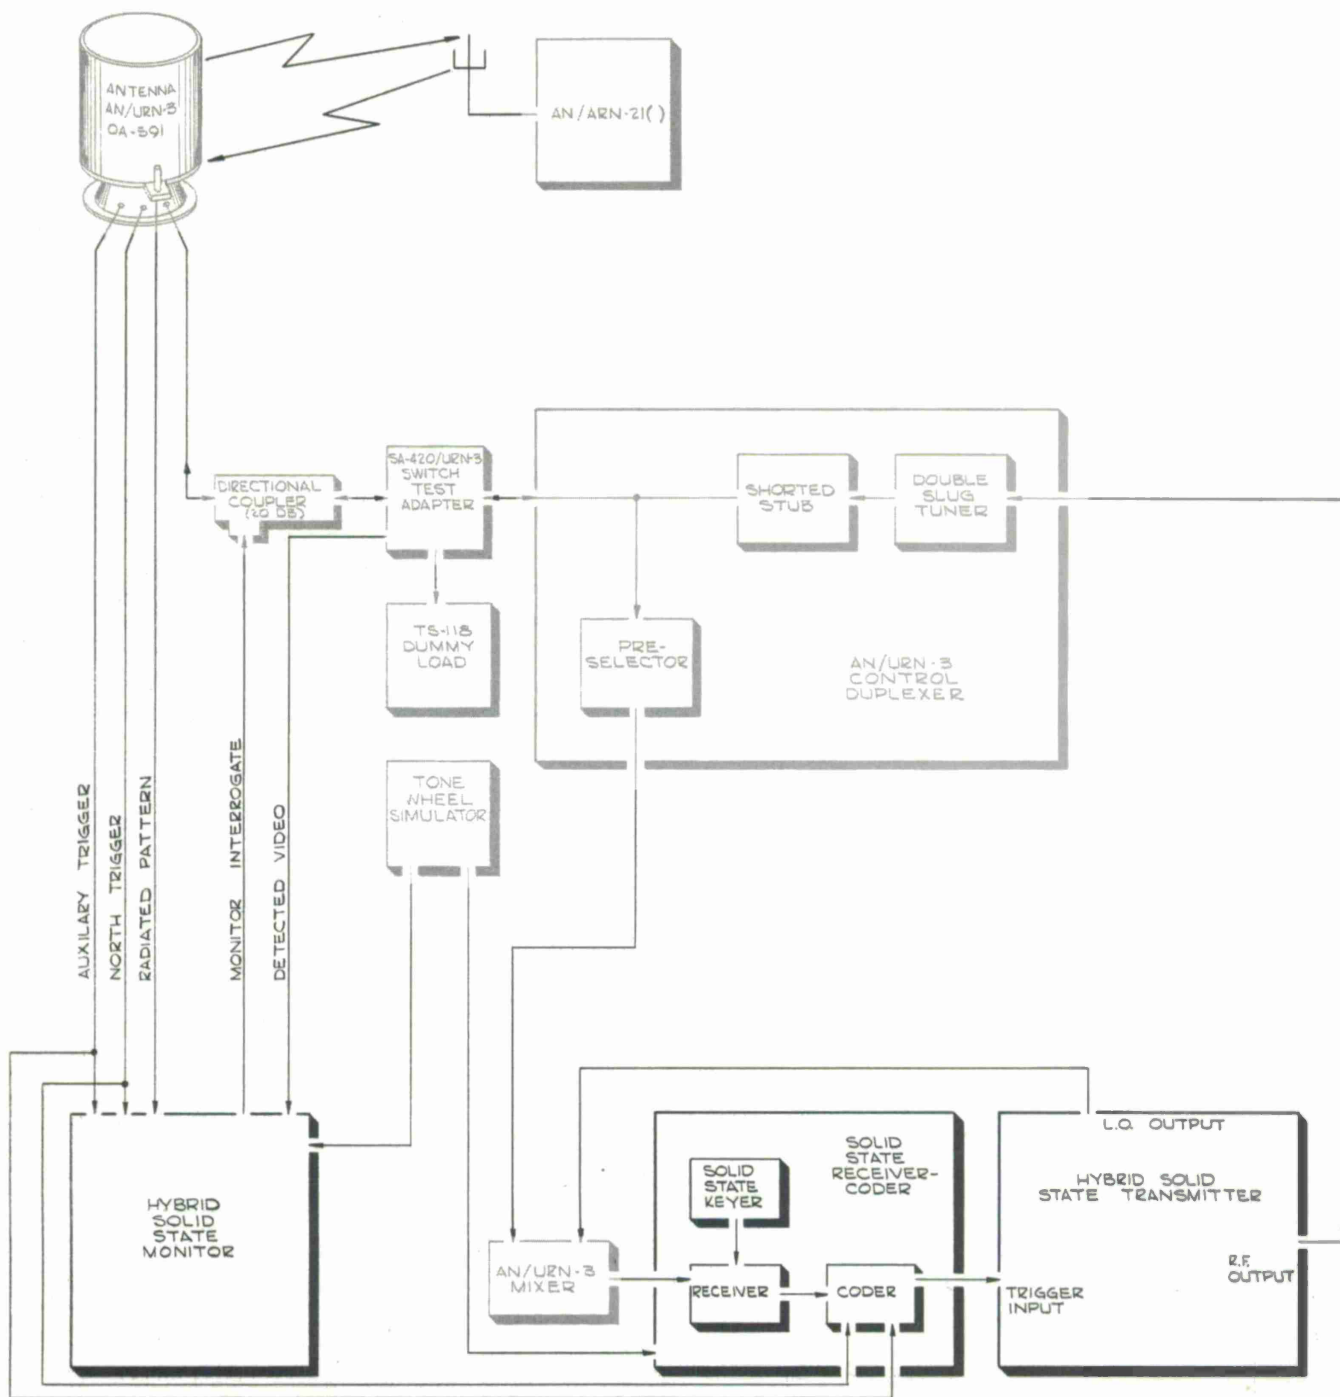 ANTENNA
AN/URN-3
OA-591
AN/ARN-21( )
DIRECTIONAL
COUPLER
(20 DB)
SA-420/URN-3
SWITCH
TEST
ADAPTER
SHORTED
STUB
DOUBLE
SLUG
TUNER
TS-118
DUMMY
LOAD
PRE-
SELECTOR
AN/URN-3
CONTROL
DUPLEXER
TONE
WHEEL
SIMULATOR
AUXILARY TRIGGER
NORTH TRIGGER
RADIATED PATTERN
MONITOR INTERROGATE
DETECTED VIDEO
HYBRID
SOLID
STATE
MONITOR
AN/URN-3
MIXER
SOLID
STATE
KEYER
SOLID
STATE
RECEIVER-
CODER
RECEIVER
CODER
L.O. OUTPUT
HYBRID SOLID
STATE TRANSMITTER
R.F.
OUTPUT
TRIGGER
INPUT